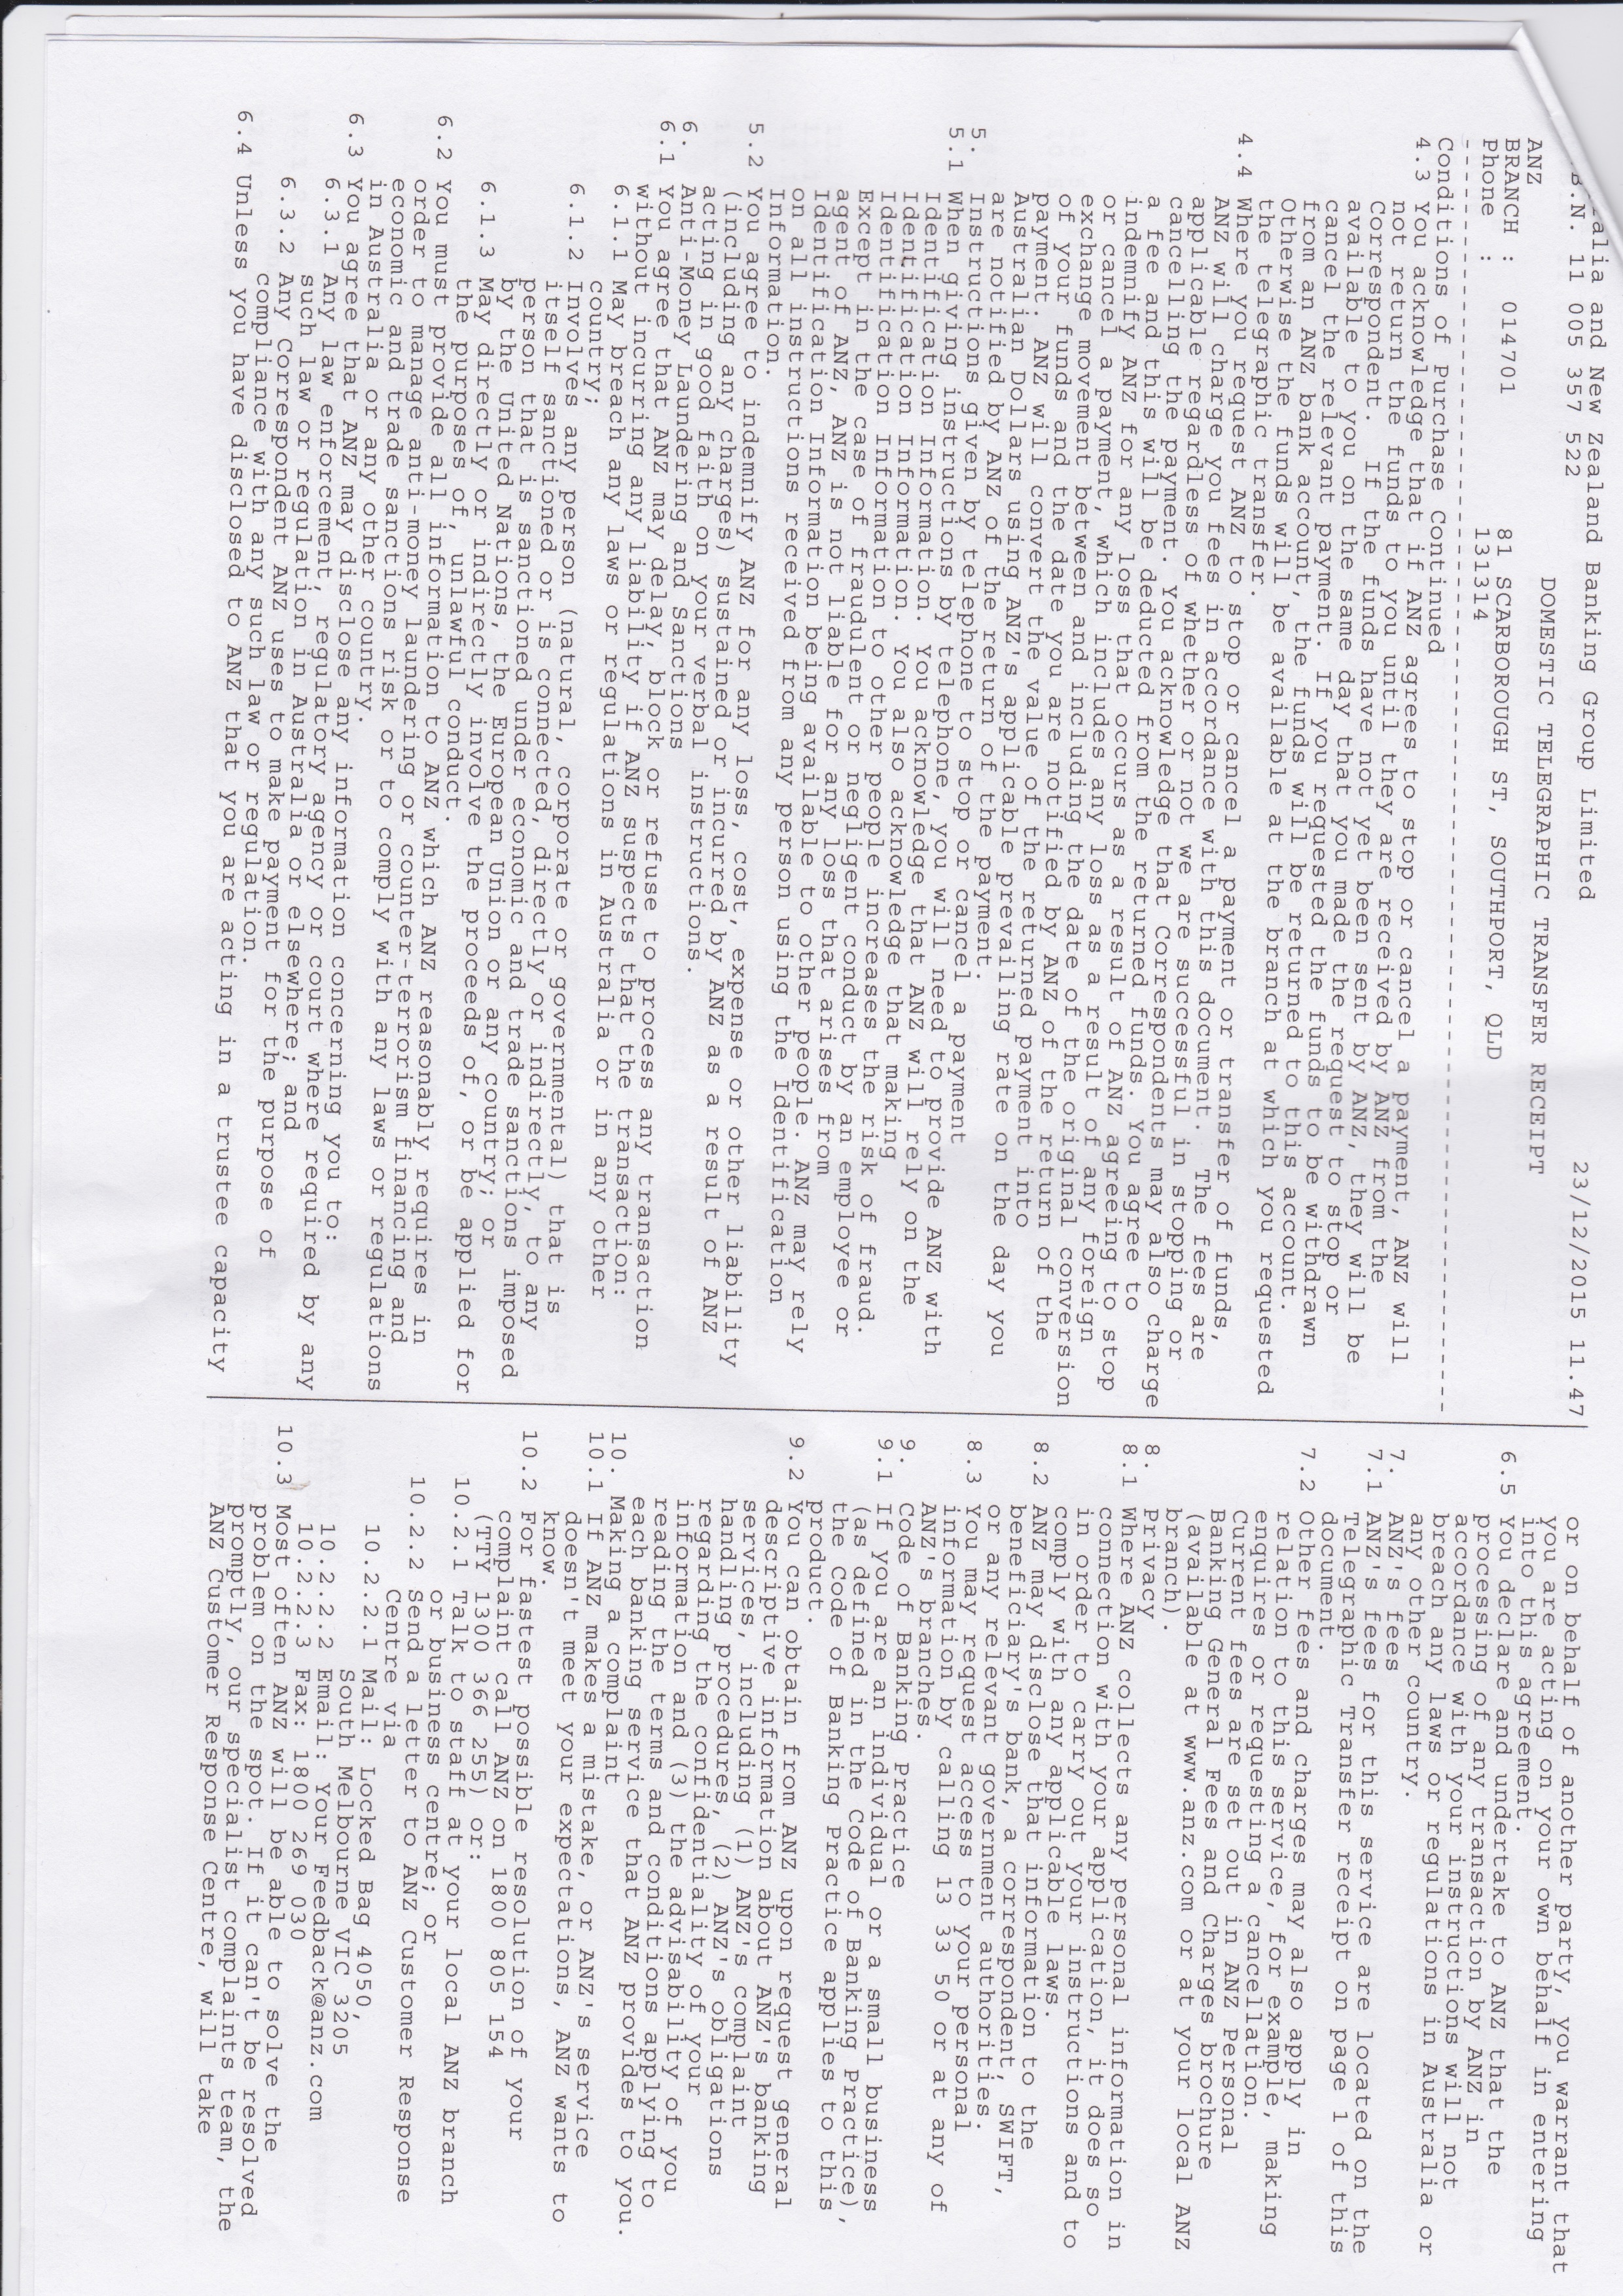 alia and New Zealand Banking Group Limited
B.N. 11 005 357 522 23/12/2015 11.47
DOMESTIC TELEGRAPHIC TRANSFER RECEIPT
ANZ
BRANCH : 014701 81 SCARBOROUGH ST, SOUTHPORT, QLD
Phone : 131314
Conditions of Purchase Continued
4.3 You acknowledge that if ANZ agrees to stop or cancel a payment, ANZ will
not return the funds to you until they are received by ANZ from the
Correspondent. If the funds have not yet been sent by ANZ, they will be
available to you on the same day that you made the request to stop or
cancel the relevant payment. If you requested the funds to be withdrawn
from an ANZ bank account, the funds will be returned to this account.
Otherwise the funds will be available at the branch at which you requested
the telegraphic transfer.
4.4 Where you request ANZ to stop or cancel a payment or transfer of funds,
ANZ will charge you fees in accordance with this document. The fees are
applicable regardless of whether or not we are successful in stopping or
cancelling the payment. You acknowledge that Correspondents may also charge
a fee and this will be deducted from the returned funds. You agree to
indemnify ANZ for any loss that occurs as a result of ANZ agreeing to stop
or cancel a payment, which includes any loss as a result of any foreign
exchange movement between and including the date of the original conversion
of your funds and the date you are notified by ANZ of the return of the
payment. ANZ will convert the value of the returned payment into
Australian Dollars using ANZ's applicable prevailing rate on the day you
are notified by ANZ of the return of the payment.
5. Instructions given by telephone to stop or cancel a payment
5.1 When giving instructions by telephone, you will need to provide ANZ with
Identification Information. You acknowledge that ANZ will rely on the
Identification Information. You also acknowledge that making
Identification Information to other people increases the risk of fraud.
Except in the case of fraudulent or negligent conduct by an employee or
agent of ANZ, ANZ is not liable for any loss that arises from
Identification Information being available to other people. ANZ may rely
on all instructions received from any person using the Identification
Information.
5.2 You agree to indemnify ANZ for any loss, cost, expense or other liability
(including any charges) sustained or incurred by ANZ as a result of ANZ
acting in good faith on your verbal instructions.
6. Anti-Money Laundering and Sanctions
6.1 You agree that ANZ may delay, block or refuse to process any transaction
without incurring any liability if ANZ suspects that the transaction:
6.1.1 May breach any laws or regulations in Australia or in any other
country;
6.1.2 Involves any person (natural, corporate or governmental) that is
itself sanctioned or is connected, directly or indirectly, to any
person that is sanctioned under economic and trade sanctions imposed
by the United Nations, the European Union or any country; or
6.1.3 May directly or indirectly involve the proceeds of, or be applied for
the purposes of, unlawful conduct.
6.2 You must provide all information to ANZ which ANZ reasonably requires in
order to manage anti-money laundering or counter-terrorism financing and
economic and trade sanctions risk or to comply with any laws or regulations
in Australia or any other country.
6.3 You agree that ANZ may disclose any information concerning you to:
6.3.1 Any law enforcement, regulatory agency or court where required by any
such law or regulation in Australia or elsewhere; and
6.3.2 Any Correspondent ANZ uses to make payment for the purpose of
compliance with any such law or regulation.
6.4 Unless you have disclosed to ANZ that you are acting in a trustee capacity
or on behalf of another party, you warrant that
you are acting on your own behalf in entering
into this agreement.
6.5 You declare and undertake to ANZ that the
processing of any transaction by ANZ in
accordance with your instructions will not
breach any laws or regulations in Australia or
any other country.
7. ANZ's fees
7.1 ANZ's fees for this service are located on the
Telegraphic Transfer receipt on page 1 of this
document.
7.2 Other fees and charges may also apply in
relation to this service, for example, making
enquires or requesting a cancellation.
Current fees are set out in ANZ Personal
Banking General Fees and Charges brochure
(available at www.anz.com or at your local ANZ
branch).
8. Privacy
8.1 Where ANZ collects any personal information in
connection with your application, it does so
in order to carry out your instructions and to
comply with any applicable laws.
8.2 ANZ may disclose that information to the
beneficiary's bank, a correspondent, SWIFT,
or any relevant government authorities.
8.3 You may request access to your personal
information by calling 13 33 50 or at any of
ANZ's branches.
9. Code of Banking Practice
9.1 If you are an individual or a small business
(as defined in the Code of Banking Practice),
the Code of Banking Practice applies to this
product.
9.2 You can obtain from ANZ upon request general
descriptive information about ANZ's banking
services, including (1) ANZ's complaint
handling procedures, (2) ANZ's obligations
regarding the confidentiality of your
information and (3) the advisability of you
reading the terms and conditions applying to
each banking service that ANZ provides to you.
10. Making a complaint
10.1 If ANZ makes a mistake, or ANZ's service
doesn't meet your expectations, ANZ wants to
know.
10.2 For fastest possible resolution of your
complaint call ANZ on 1800 805 154
(TTY 1300 366 255) or:
10.2.1 Talk to staff at your local ANZ branch
or business centre; or
10.2.2 Send a letter to ANZ Customer Response
Centre via
10.2.2.1 Mail: Locked Bag 4050,
South Melbourne VIC 3205
10.2.2.2 Email: YourFeedback@anz.com
10.2.2.3 Fax: 1800 269 030
10.3 Most often ANZ will be able to solve the
problem on the spot. If it can't be resolved
promptly, our specialist complaints team, the
ANZ Customer Response Centre, will take